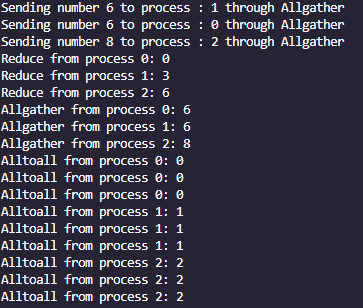 Sending number 6 to process : 1 through Allgather
Sending number 6 to process : 0 through Allgather
Sending number 8 to process : 2 through Allgather
Reduce from process 0: 0
Reduce from process 1: 3
Reduce from process 2: 6
Allgather from process 0: 6
Allgather from process 1: 6
Allgather from process 2: 8
Alltoall from process 0: 0
Alltoall from process 0: 0
Alltoall from process 0: 0
Alltoall from process 1: 1
Alltoall from process 1: 1
Alltoall from process 1: 1
Alltoall from process 2: 2
Alltoall from process 2: 2
Alltoall from process 2: 2